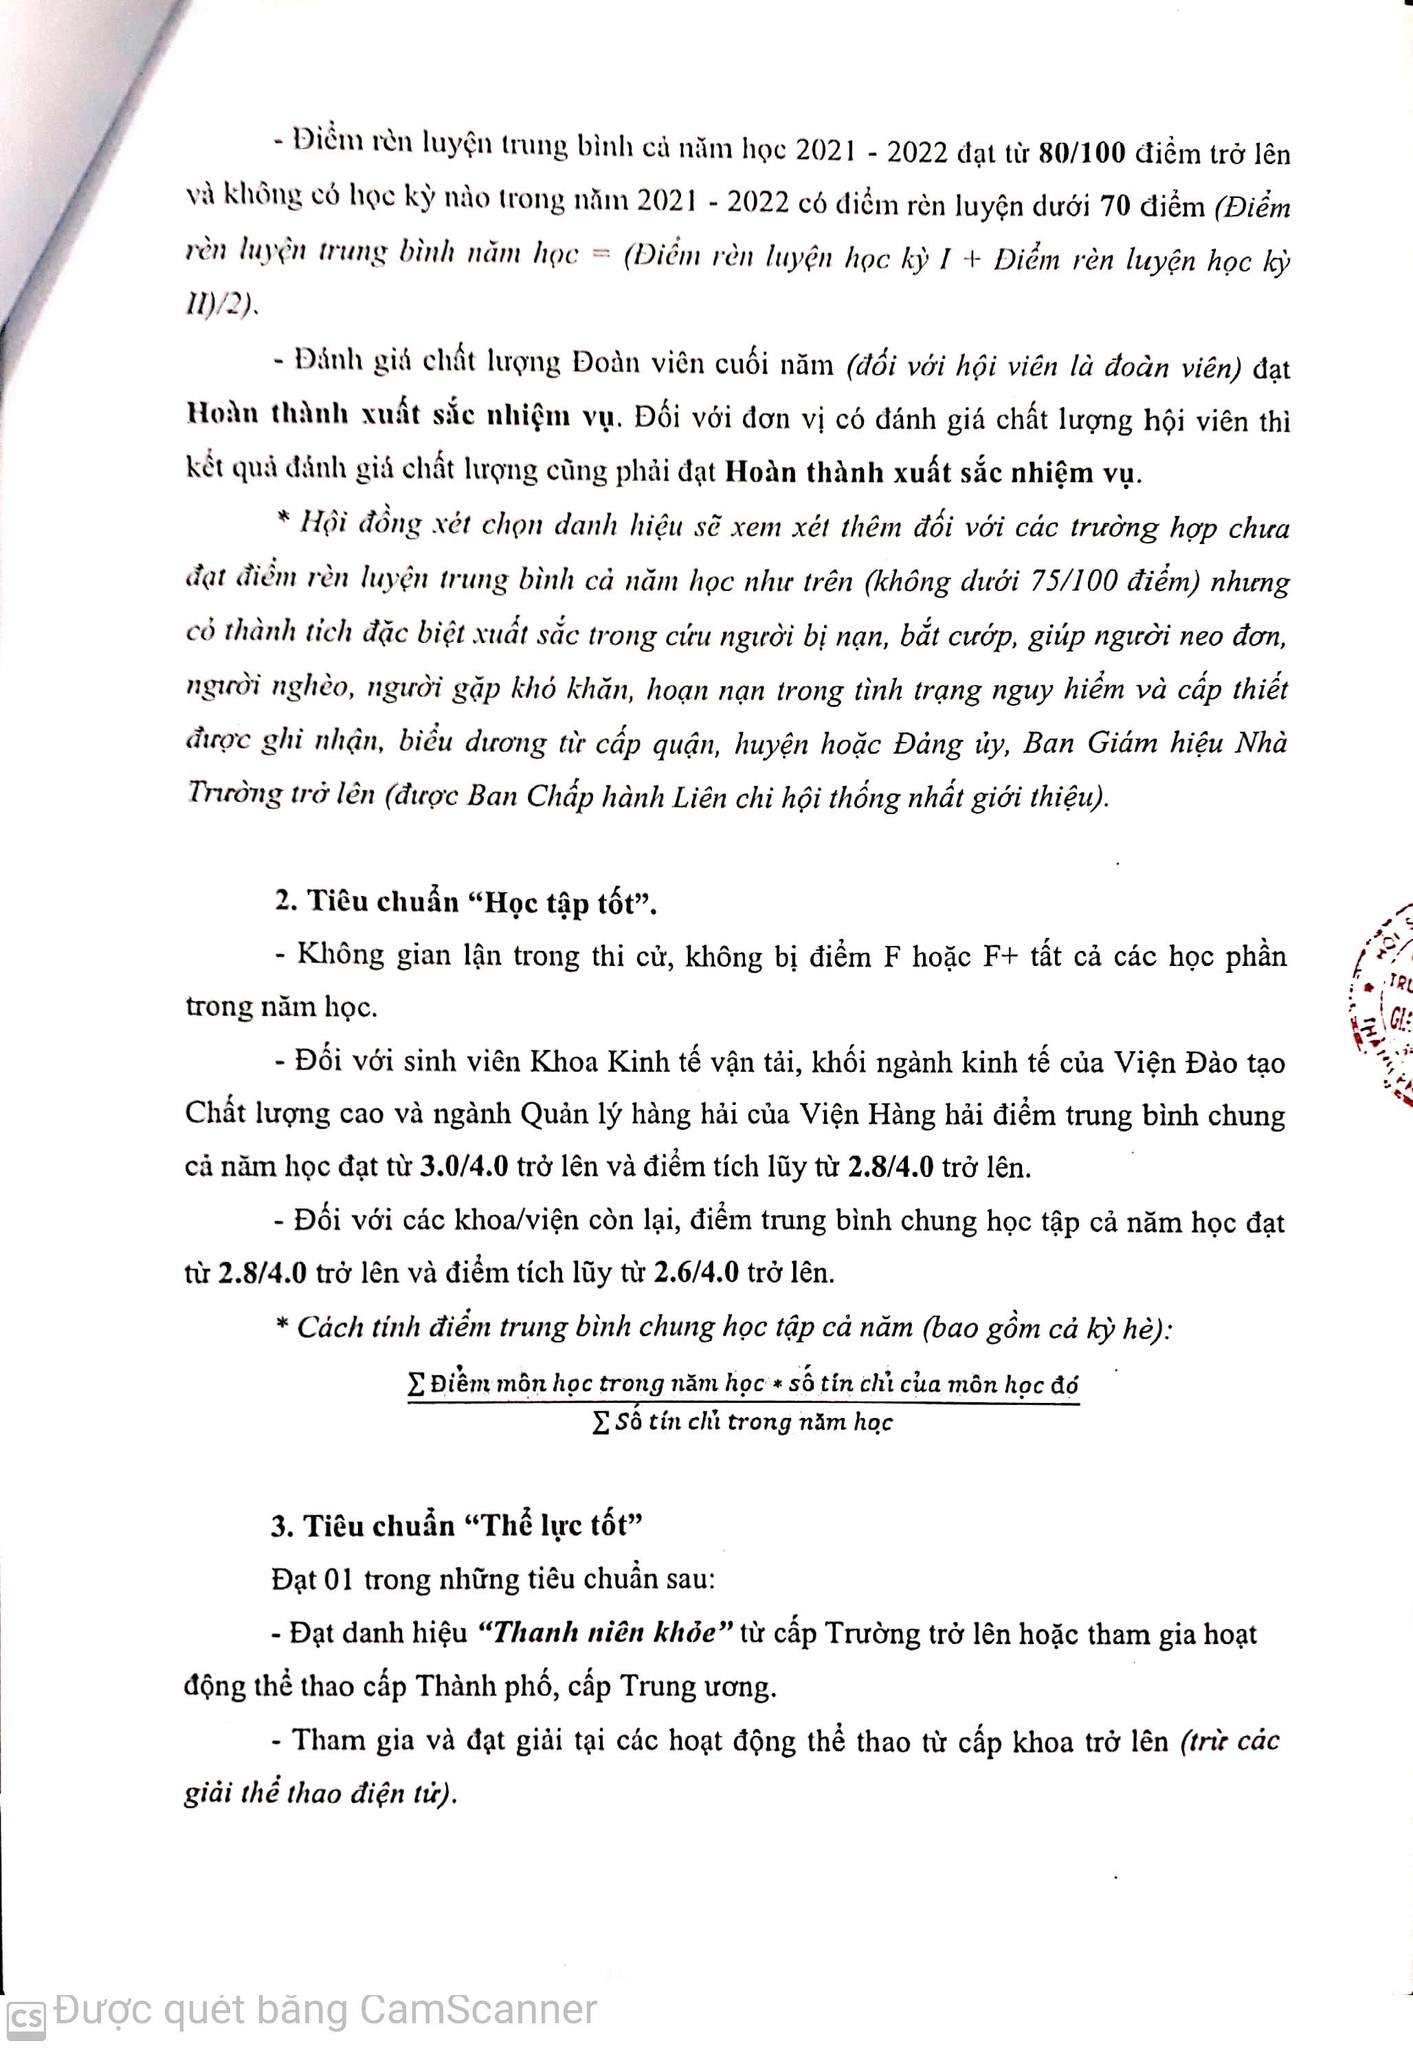 - Điểm rèn luyện trung bình cả năm học 2021 - 2022 đạt từ 80/100 điểm trở lên
và không có học kỳ nào trong năm 2021 - 2022 có điểm rèn luyện dưới 70 điểm (Điểm
rèn luyện trung bình năm học = (Điểm rèn luyện học kỳ I + Điểm rèn luyện học kỳ
II)/2).
- Đánh giá chất lượng Đoàn viên cuối năm (đối với hội viên là đoàn viên) đạt
Hoàn thành xuất sắc nhiệm vụ. Đối với đơn vị có đánh giá chất lượng hội viên thì
kết quả đánh giá chất lượng cũng phải đạt Hoàn thành xuất sắc nhiệm vụ.
* Hội đồng xét chọn danh hiệu sẽ xem xét thêm đối với các trường hợp chưa
đạt điểm rèn luyện trung bình cả năm học như trên (không dưới 75/100 điểm) nhưng
có thành tích đặc biệt xuất sắc trong cứu người bị nạn, bắt cướp, giúp người neo đơn,
người nghèo, người gặp khó khăn, hoạn nạn trong tình trạng nguy hiểm và cấp thiết
được ghi nhận, biểu dương từ cấp quận, huyện hoặc Đảng ủy, Ban Giám hiệu Nhà
Trường trở lên (được Ban Chấp hành Liên chi hội thống nhất giới thiệu).
2. Tiêu chuẩn “Học tập tốt”.
- Không gian lận trong thi cử, không bị điểm F hoặc F+ tất cả các học phần
trong năm học.
- Đối với sinh viên Khoa Kinh tế vận tải, khối ngành kinh tế của Viện Đào tạo
Chất lượng cao và ngành Quản lý hàng hải của Viện Hàng hải điểm trung bình chung
cả năm học đạt từ 3.0/4.0 trở lên và điểm tích lũy từ 2.8/4.0 trở lên.
- Đối với các khoa/viện còn lại, điểm trung bình chung học tập cả năm học đạt
từ 2.8/4.0 trở lên và điểm tích lũy từ 2.6/4.0 trở lên.
* Cách tính điểm trung bình chung học tập cả năm (bao gồm cả kỳ hè):
∑ Điểm môn học trong năm học * số tín chỉ của môn học đó
∑ Số tín chỉ trong năm học
3. Tiêu chuẩn “Thể lực tốt”
Đạt 01 trong những tiêu chuẩn sau:
- Đạt danh hiệu “Thanh niên khỏe” từ cấp Trường trở lên hoặc tham gia hoạt
động thể thao cấp Thành phố, cấp Trung ương.
- Tham gia và đạt giải tại các hoạt động thể thao từ cấp khoa trở lên (trừ các
giải thể thao điện tử).
CS Được quét bằng CamScanner